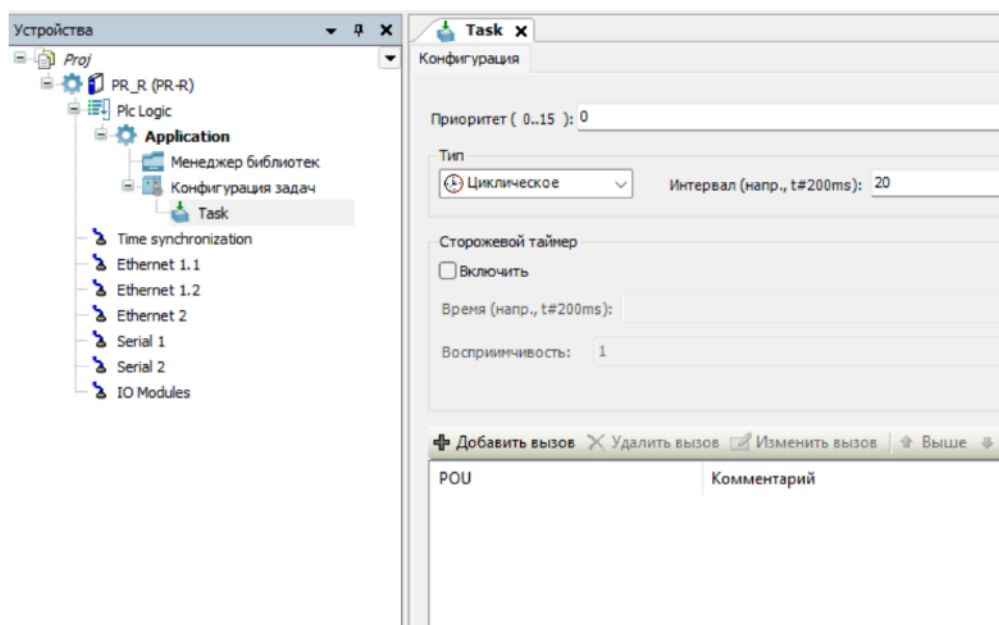 Устройства
Proj
PR_R (PR-R)
Plc Logic
Application
Менеджер библиотек
Конфигурация задач
Task
Time synchronization
Ethernet 1.1
Ethernet 1.2
Ethernet 2
Serial 1
Serial 2
IO Modules
Task
Конфигурация
Приоритет ( 0..15 ): 0
Тип
Циклическое Интервал (напр., t#200ms): 20
Сторожевой таймер
Включить
Время (напр., t#200ms):
Восприимчивость: 1
Добавить вызов Удалить вызов Изменить вызов Выше
POU Комментарий